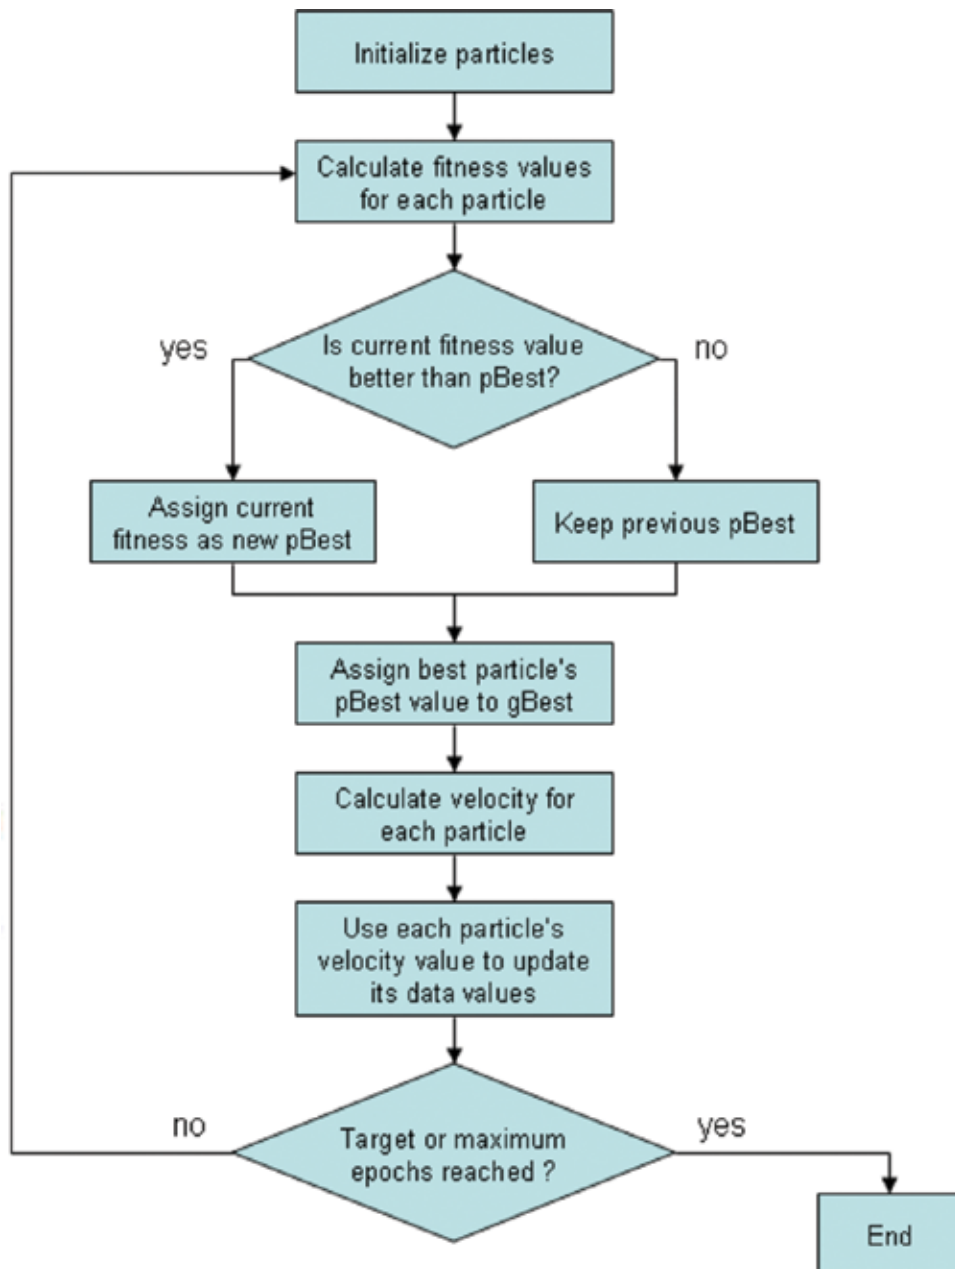 Initialize particles
Calculate fitness values
for each particle
yes
Is current fitness value
better than pBest?
no
Assign current
fitness as new pBest
Keep previous pBest
Assign best particle's
pBest value to gBest
Calculate velocity for
each particle
Use each particle's
velocity value to update
its data values
no
Target or maximum
epochs reached ?
yes
End